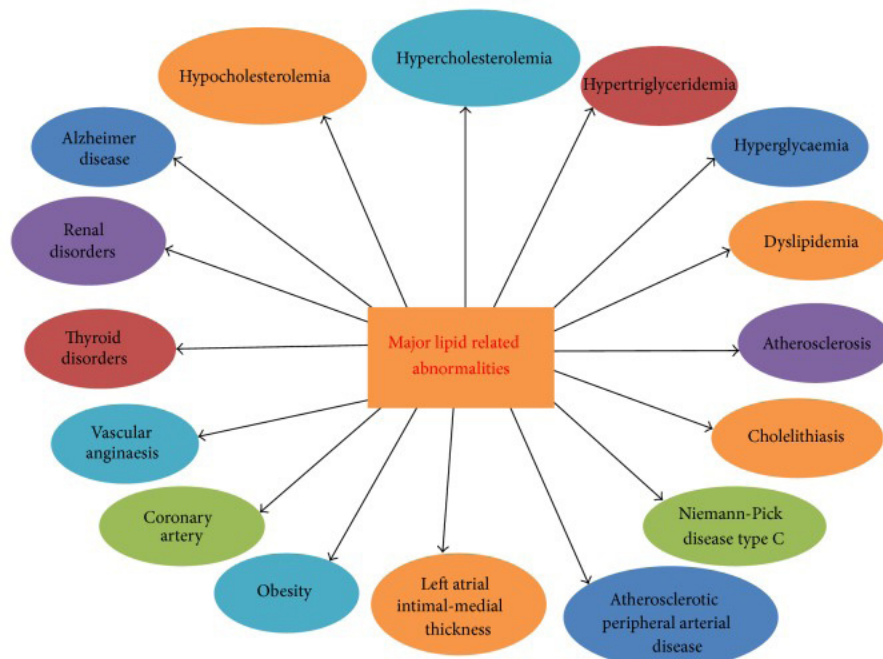 Hypercholesterolemia
Hypocholesterolemia
Hypertriglyceridemia
Alzheimer
disease
Hyperglycaemia
Renal
disorders
Dyslipidemia
Thyroid
disorders
Major lipid related
abnormalities
Atherosclerosis
Vascular
anginaesis
Cholelithiasis
Coronary
artery
Niemann-Pick
disease type C
Obesity
Left atrial
intimal-medial
thickness
Atherosclerotic
peripheral arterial
disease